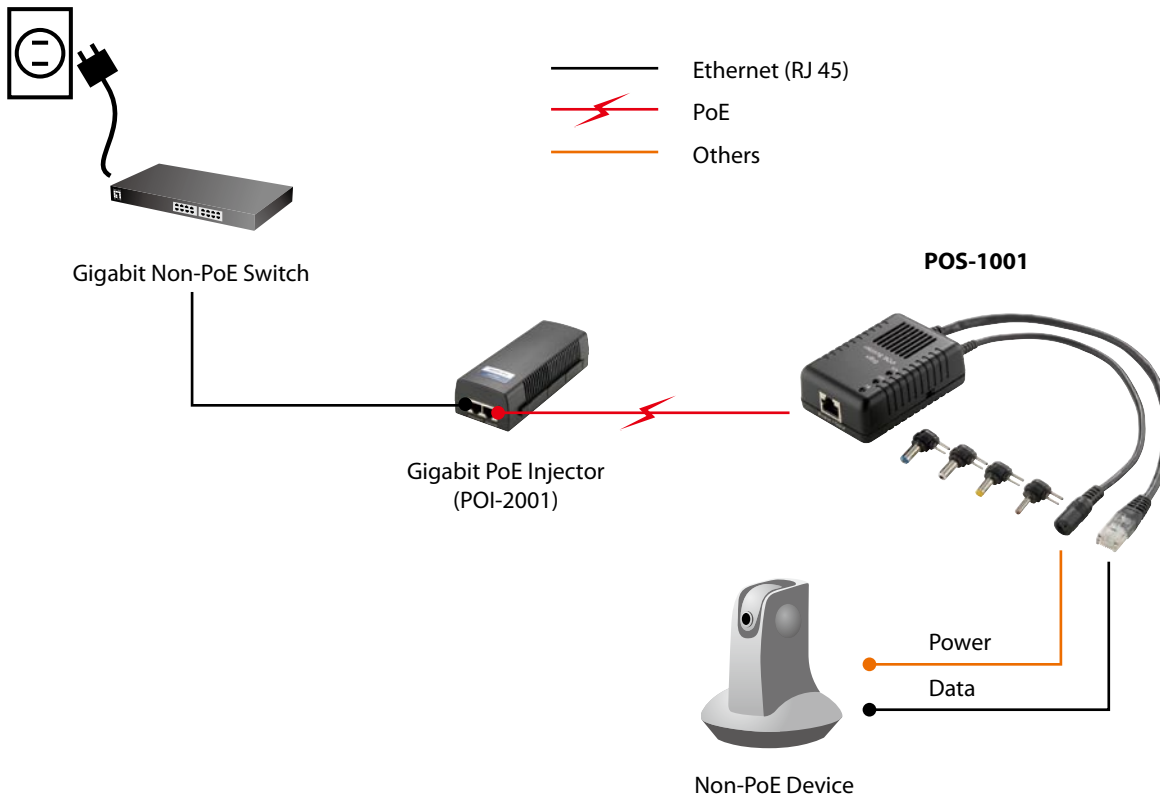 Ethernet (RJ 45)
PoE
Others
Gigabit Non-PoE Switch
POS-1001
Gigabit PoE Injector
(POI-2001)
Power
Data
Non-PoE Device